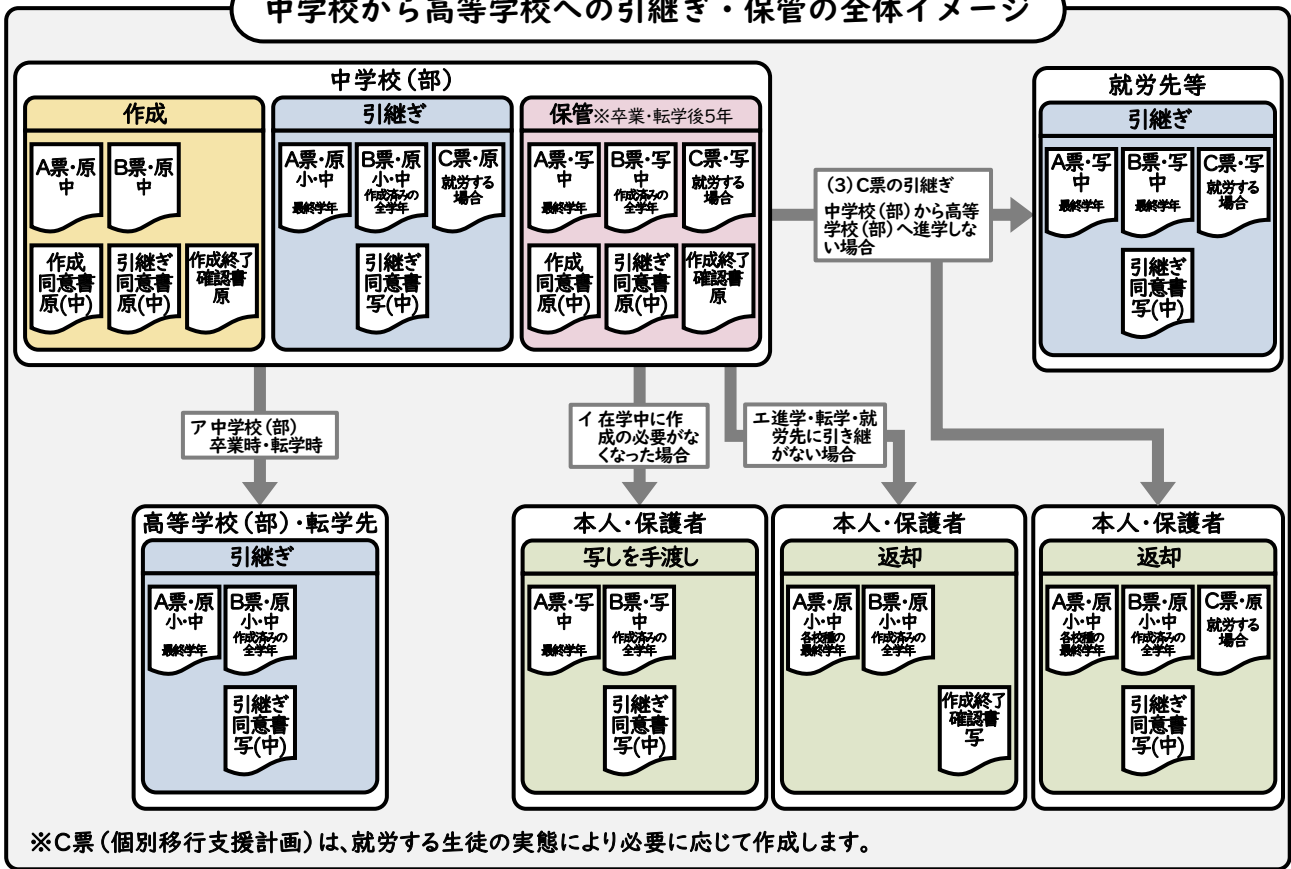 中学校から高等学校への引継ぎ・保管の全体イメージ
中学校(部)
作成
A票・原
中
B票・原
中
作成
同意書
原(中)
引継ぎ
同意書
原(中)
作成終了
確認書
原
引継ぎ
A票・原
小・中
最終学年
B票・原
小・中
作成済みの
全学年
C票・原
就労する
場合
引継ぎ
同意書
写(中)
保管※卒業・転学後5年
A票・写
中
最終学年
B票・写
中
作成済みの
全学年
C票・写
就労する
場合
作成
同意書
原(中)
引継ぎ
同意書
原(中)
作成終了
確認書
原
(3)C票の引継ぎ
中学校(部)から高等
学校(部)へ進学しな
い場合
就労先等
引継ぎ
A票・写
中
最終学年
B票・写
中
最終学年
C票・写
就労する
場合
引継ぎ
同意書
写(中)
ア 中学校(部)
卒業時・転学時
イ 在学中に作
成の必要がな
くなった場合
エ進学・転学・就
労先に引き継
がない場合
高等学校(部)・転学先
引継ぎ
A票・原
小・中
最終学年
B票・原
小・中
作成済みの
全学年
引継ぎ
同意書
写(中)
本人・保護者
写しを手渡し
A票・写
中
最終学年
B票・写
中
作成済みの
全学年
引継ぎ
同意書
写(中)
本人・保護者
返却
A票・原
小・中
各校種の
最終学年
B票・原
小・中
作成済みの
全学年
作成終了
確認書
写
本人・保護者
返却
A票・原
小・中
各校種の
最終学年
B票・原
小・中
作成済みの
全学年
C票・原
就労する
場合
引継ぎ
同意書
写(中)
※C票(個別移行支援計画)は、就労する生徒の実態により必要に応じて作成します。